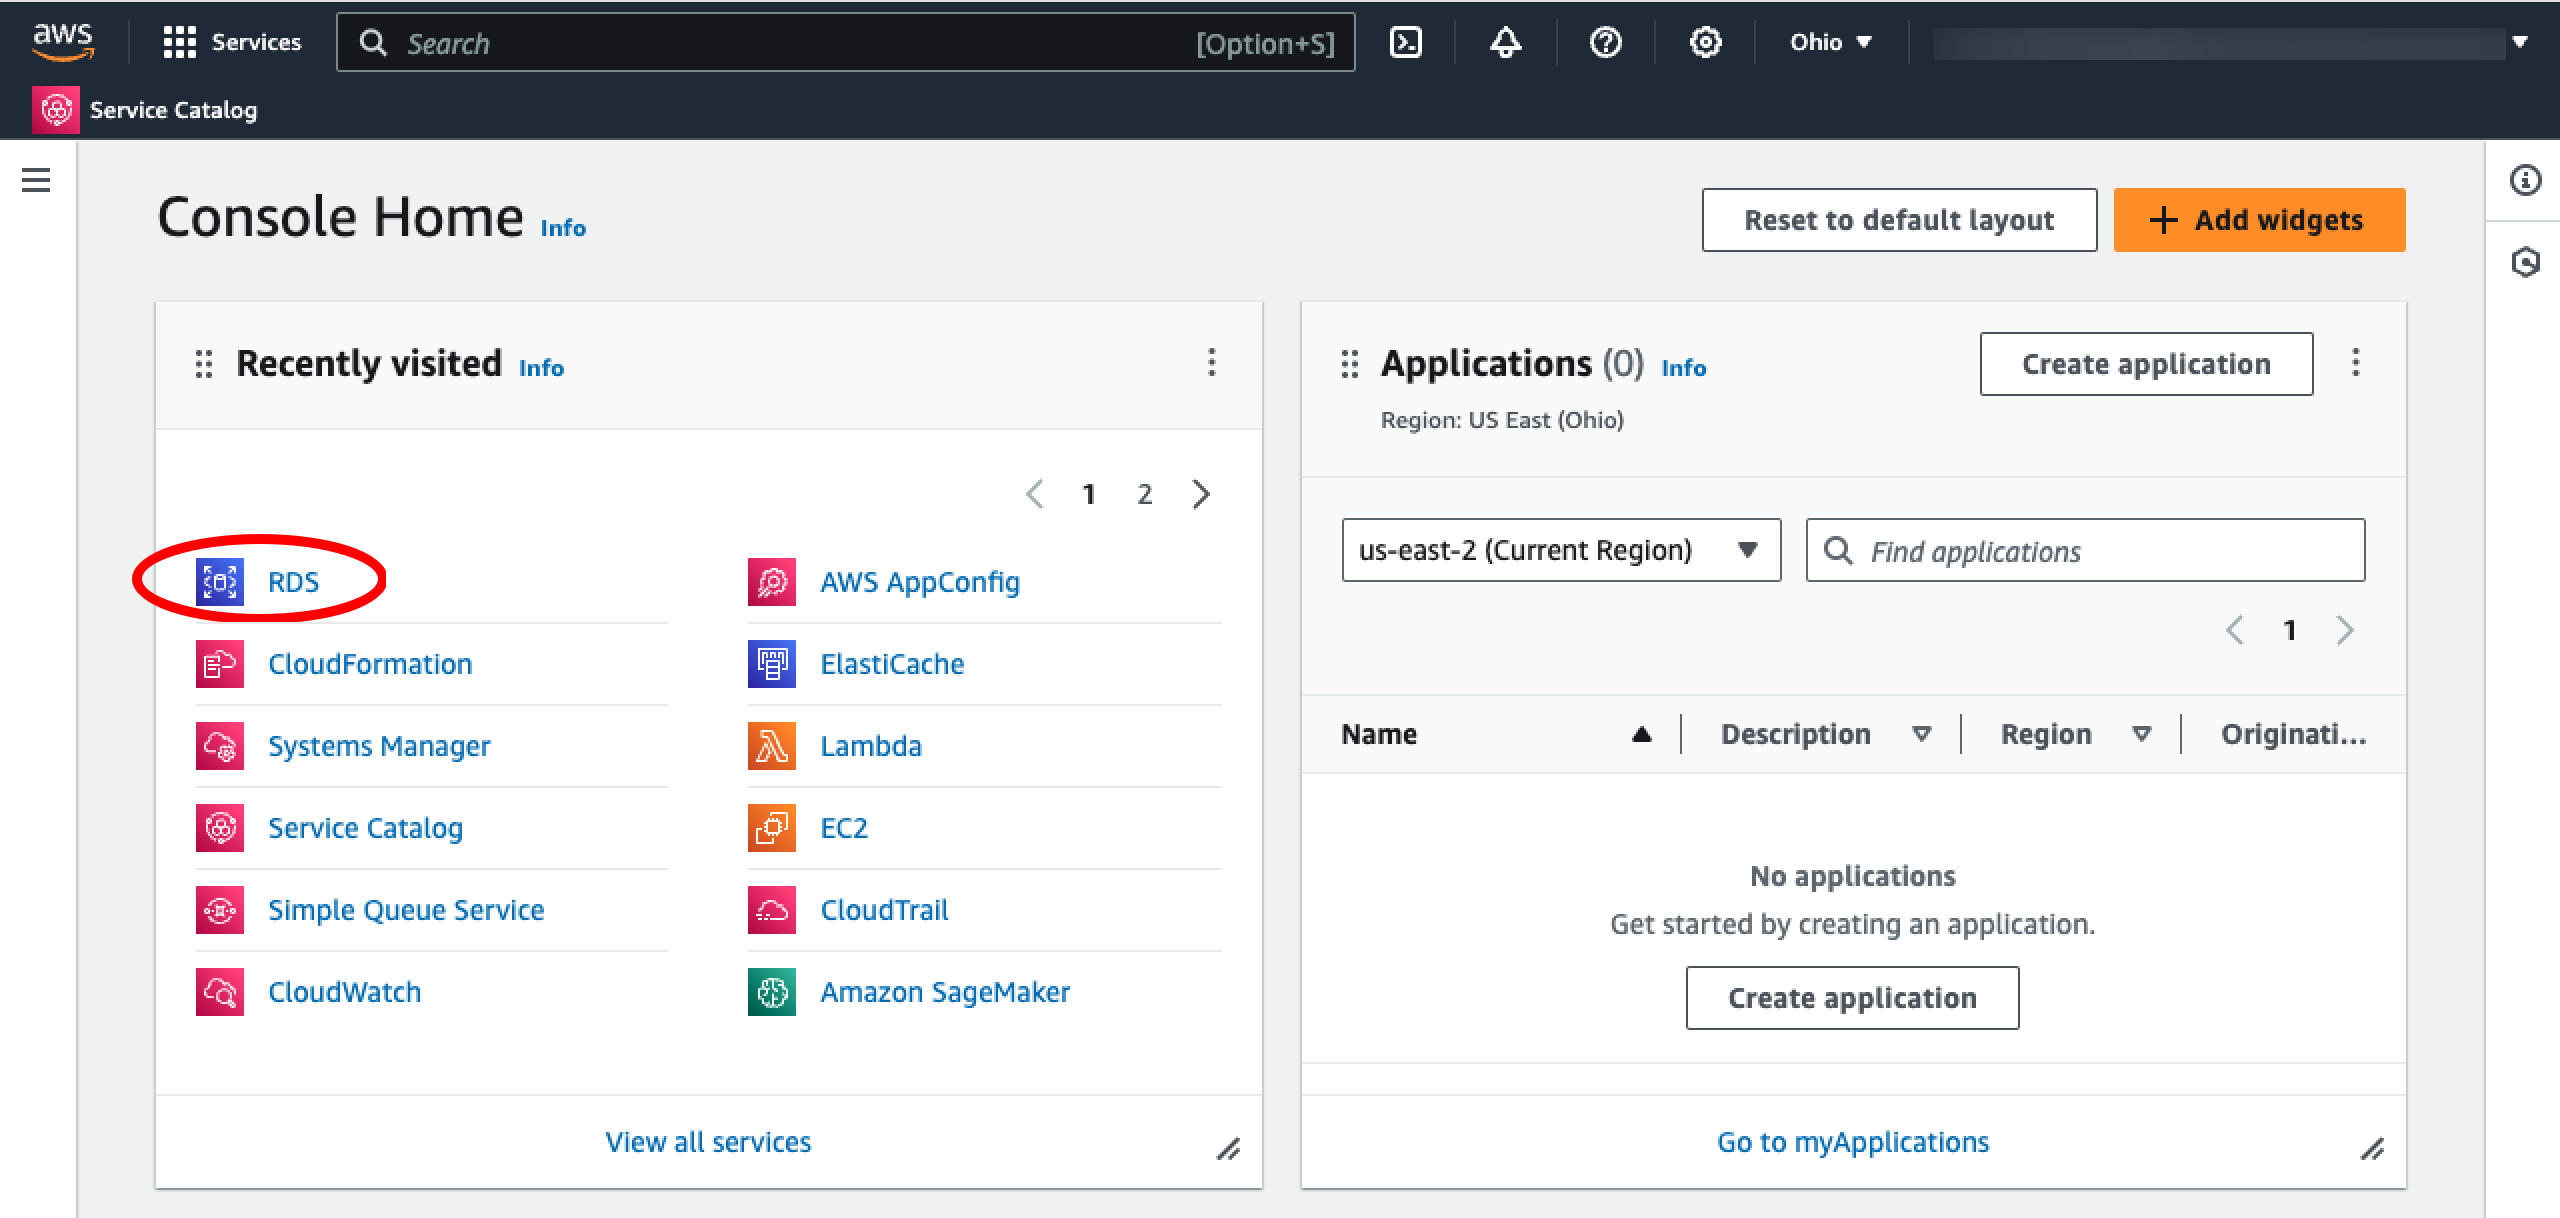 aws Services Search [Option+S] Ohio
Service Catalog
Console Home Info
Reset to default layout
Add widgets
Recently visited Info
1 2
RDS
AWS AppConfig
CloudFormation
ElastiCache
Systems Manager
Lambda
Service Catalog
EC2
Simple Queue Service
CloudTrail
CloudWatch
Amazon SageMaker
View all services
Applications (0) Info
Create application
Region: US East (Ohio)
us-east-2 (Current Region)
Find applications
1
Name Description Region Originati...
No applications
Get started by creating an application.
Create application
Go to myApplications